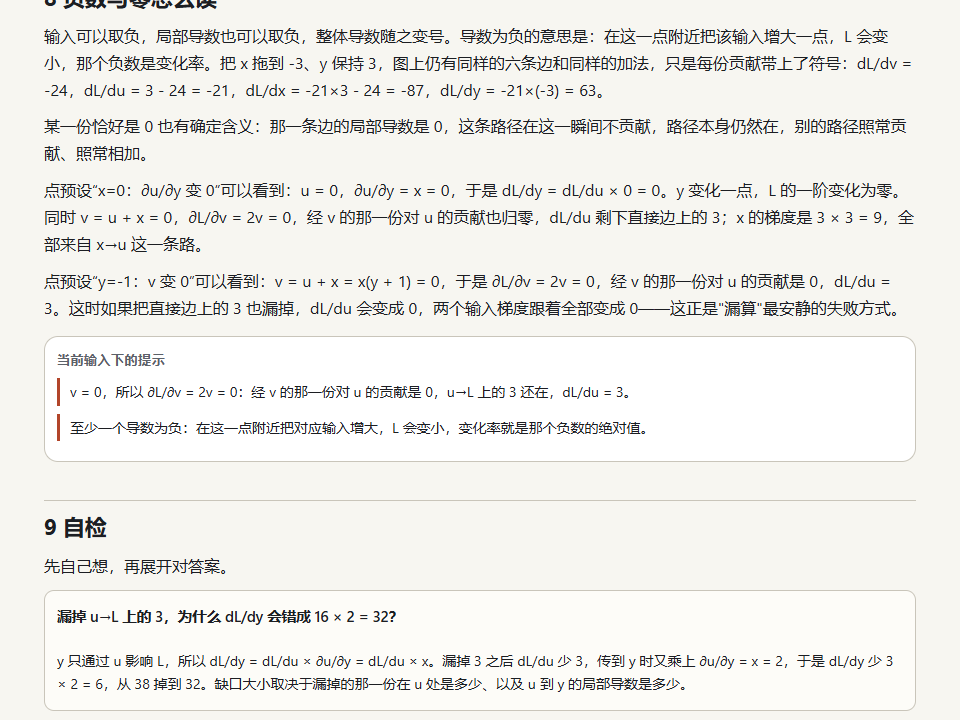 8 负数与零怎么读
输入可以取负，局部导数也可以取负，整体导数随之变号。导数为负的意思是：在这一点附近把该输入增大一点，L 会变
小，那个负数是变化率。把 x 拖到 -3、y 保持 3，图上仍有同样的六条边和同样的加法，只是每份贡献带上了符号：dL/dv =
-24，dL/du = 3 - 24 = -21，dL/dx = -21×3 - 24 = -87，dL/dy = -21×(-3) = 63。
某一份恰好是 0 也有确定含义：那一条边的局部导数是 0，这条路径在这一瞬间不贡献，路径本身仍然在，别的路径照常贡
献、照常相加。
点预设“x=0：∂u/∂y 变 0”可以看到：u = 0，∂u/∂y = x = 0，于是 dL/dy = dL/du × 0 = 0。y 变化一点，L 的一阶变化为零。
同时 v = u + x = 0，∂L/∂v = 2v = 0，经 v 的那一份对 u 的贡献也归零，dL/du 剩下直接边上的 3；x 的梯度是 3 × 3 = 9，全
部来自 x→u 这一条路。
点预设“y=-1：v 变 0”可以看到：v = u + x = x(y + 1) = 0，于是 ∂L/∂v = 2v = 0，经 v 的那一份对 u 的贡献是 0，dL/du =
3。这时如果把直接边上的 3 也漏掉，dL/du 会变成 0，两个输入梯度跟着全部变成 0——这正是"漏算"最安静的失败方式。
当前输入下的提示
v = 0，所以 ∂L/∂v = 2v = 0：经 v 的那一份对 u 的贡献是 0，u→L 上的 3 还在，dL/du = 3。
至少一个导数为负：在这一点附近把对应输入增大，L 会变小，变化率就是那个负数的绝对值。
9 自检
先自己想，再展开对答案。
漏掉 u→L 上的 3，为什么 dL/dy 会错成 16 × 2 = 32？
y 只通过 u 影响 L，所以 dL/dy = dL/du × ∂u/∂y = dL/du × x。漏掉 3 之后 dL/du 少 3，传到 y 时又乘上 ∂u/∂y = x = 2，于是 dL/dy 少 3
× 2 = 6，从 38 掉到 32。缺口大小取决于漏掉的那一份在 u 处是多少、以及 u 到 y 的局部导数是多少。